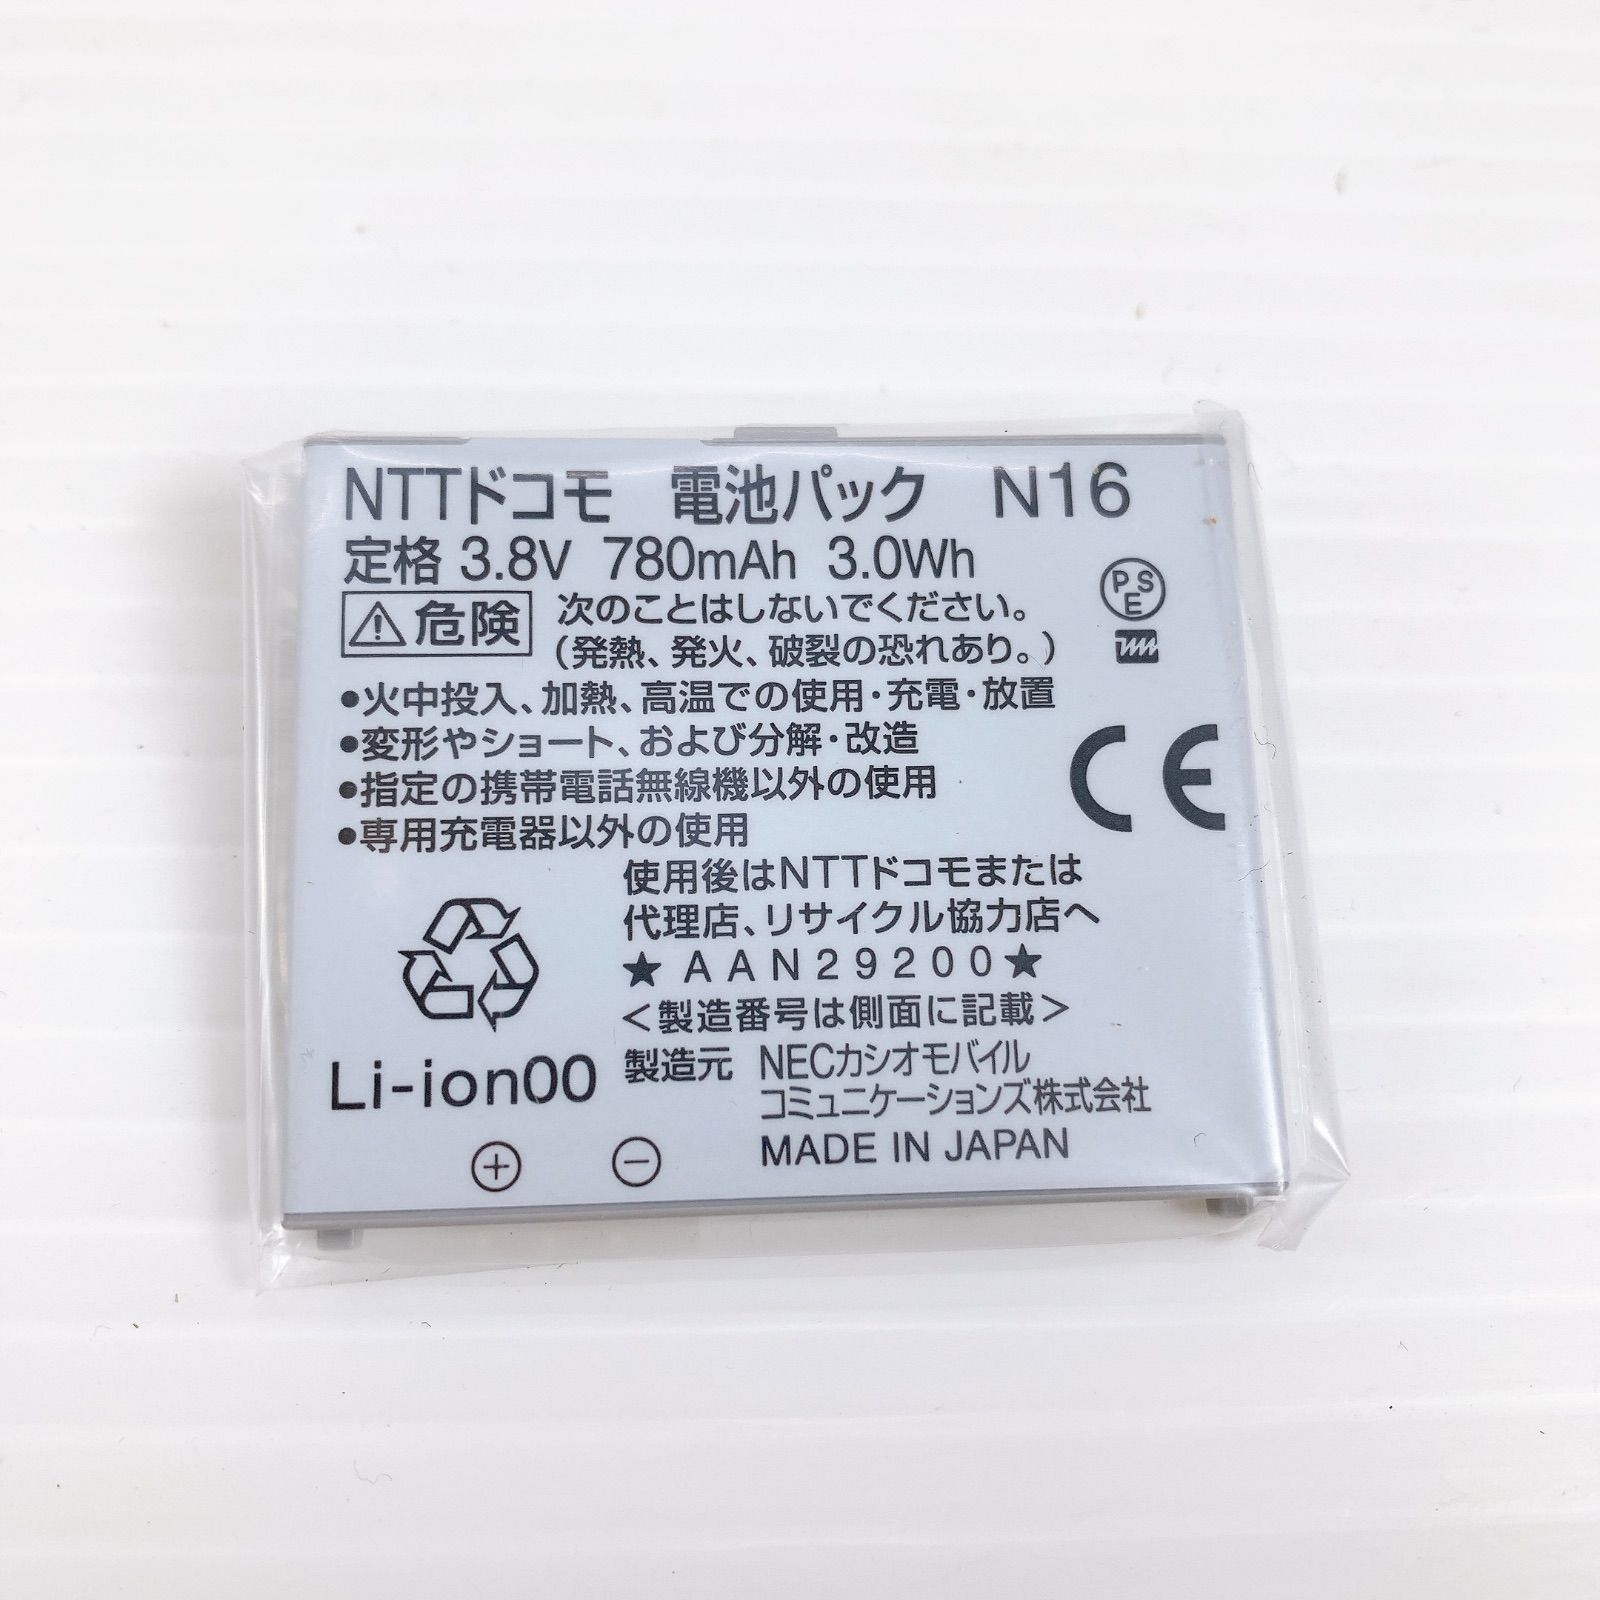 NTTドコモ 電池パック N16
定格 3.8V 780mAh 3.0Wh
危険 次のことはしないでください。
(発熱、発火、破裂の恐れあり。)
PSE
●火中投入、加熱、高温での使用・充電・放置
●変形やショート、および分解・改造
●指定の携帯電話無線機以外の使用
●専用充電器以外の使用
CE
使用後はNTTドコモまたは
代理店、リサイクル協力店へ
★AAN29200★
<製造番号は側面に記載>
Li-ion00
製造元 NECカシオモバイル
コミュニケーションズ株式会社
MADE IN JAPAN
⊕ ⊖